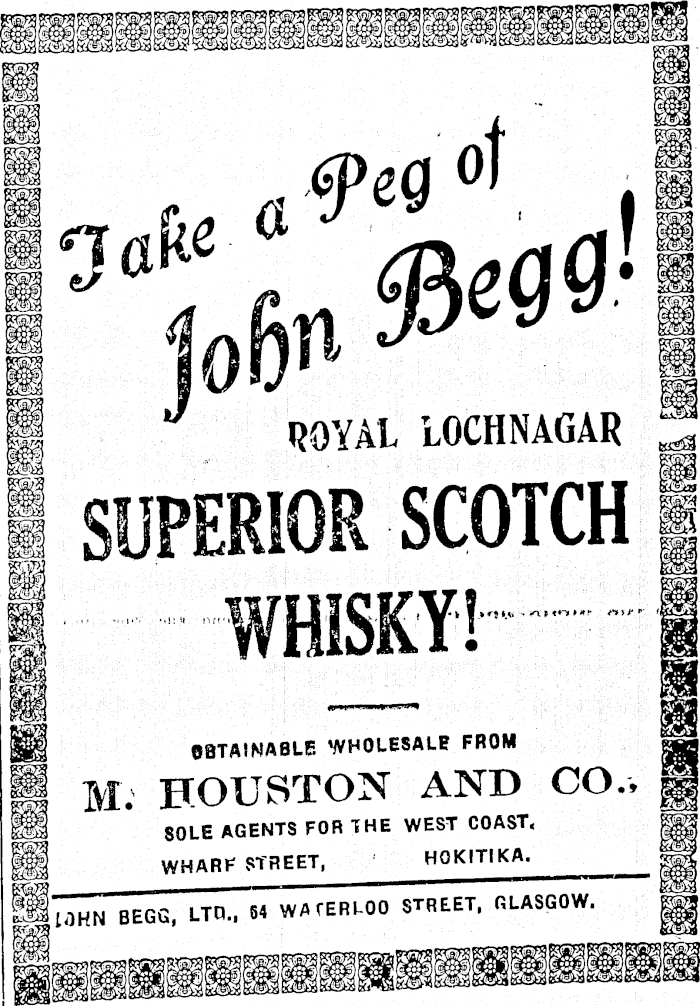 Take a Peg of
John Begg!
ROYAL LOCHNAGAR
SUPERIOR SCOTCH
WHISKY!
OBTAINABLE WHOLESALE FROM
M. HOUSTON AND CO.,
SOLE AGENTS FOR THE WEST COAST.
WHARF STREET, HOKITIKA.
JOHN BEGG, LTD., 64 WATERLOO STREET, GLASGOW.